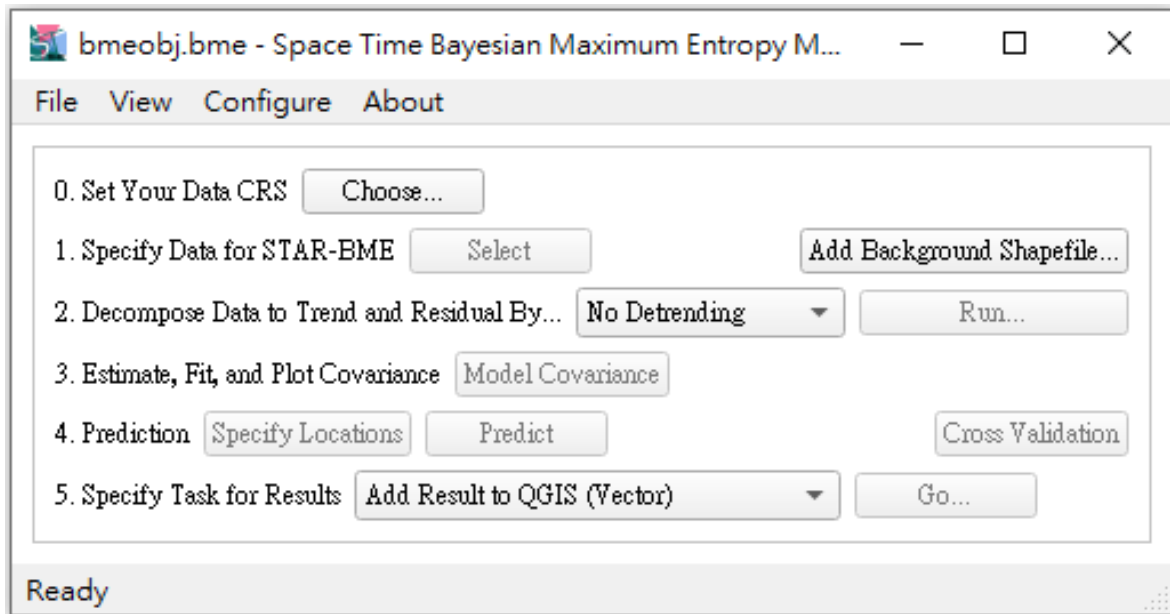 bmeobj.bme - Space Time Bayesian Maximum Entropy M...
File View Configure About
0. Set Your Data CRS Choose...
1. Specify Data for STAR-BME Select Add Background Shapefile...
2. Decompose Data to Trend and Residual By... No Detrending Run...
3. Estimate, Fit, and Plot Covariance Model Covariance
4. Prediction Specify Locations Predict Cross Validation
5. Specify Task for Results Add Result to QGIS (Vector) Go...
Ready